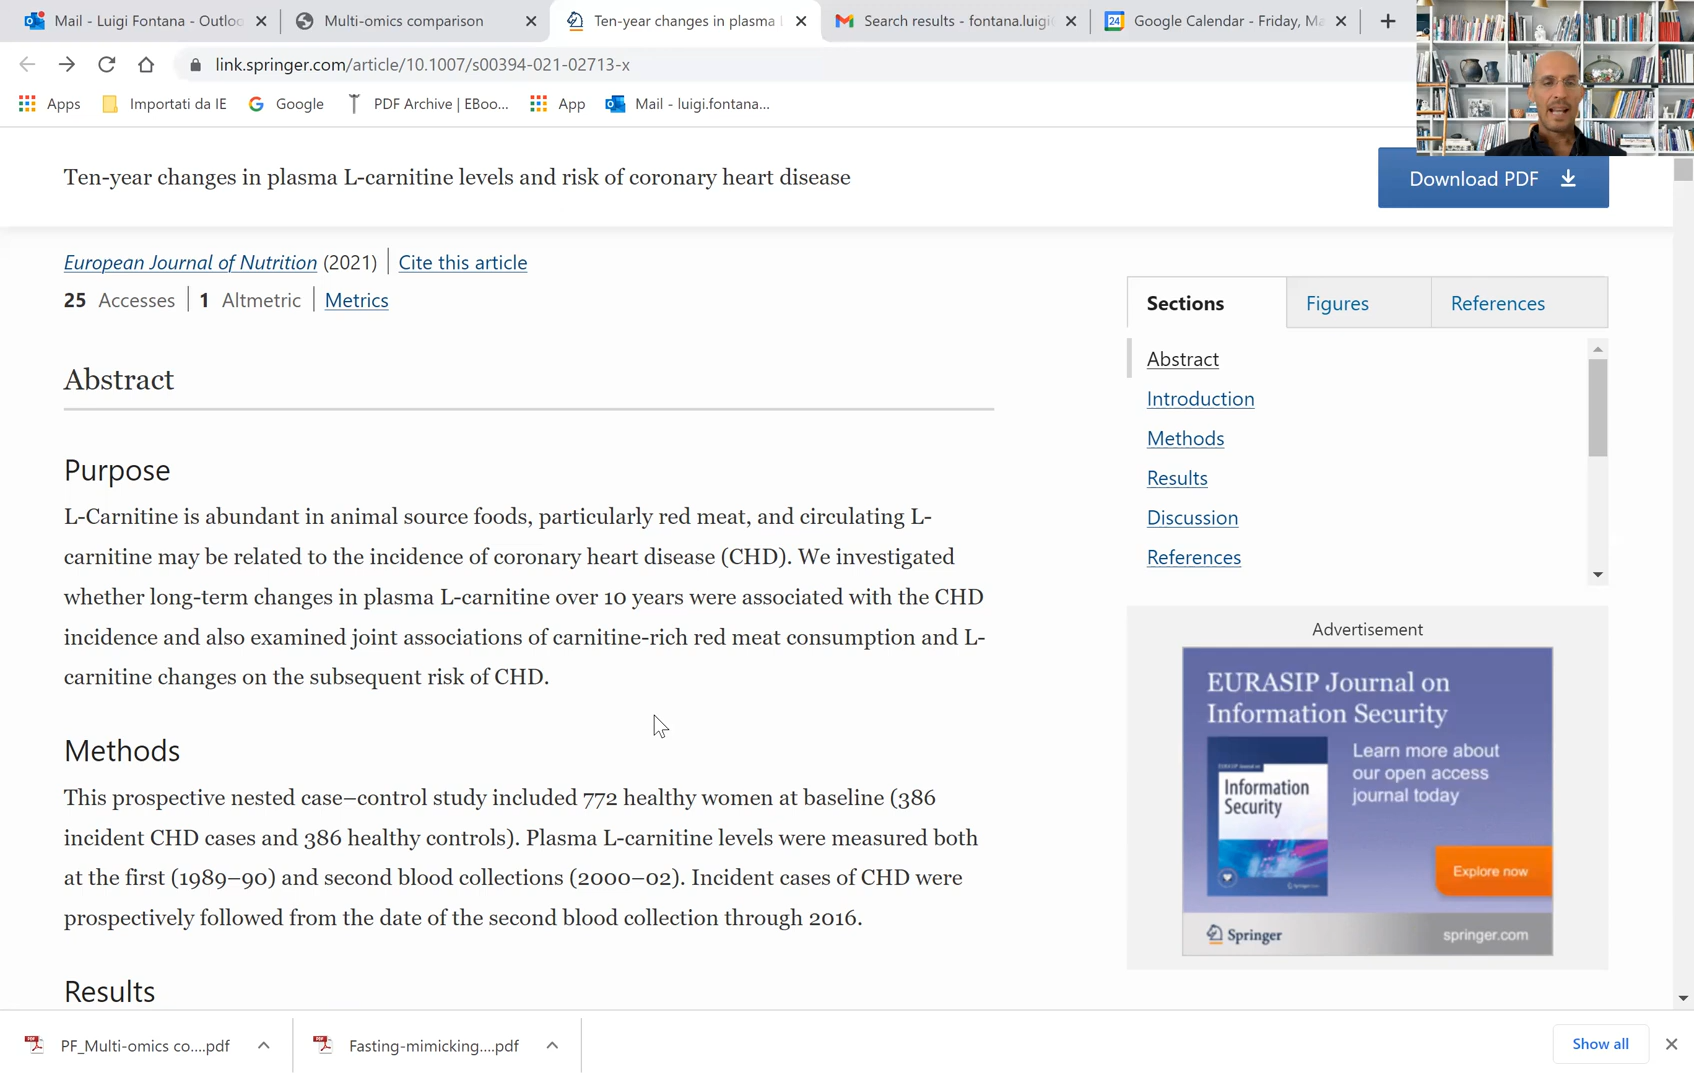 Mail - Luigi Fontana - Outloo
Multi-omics comparison
Ten-year changes in plasma
Search results - fontana.luigi
24
Google Calendar - Friday, Ma
link.springer.com/article/10.1007/s00394-021-02713-x
Apps
Importati da IE
Google
PDF Archive | EBoo...
App
Mail - luigi.fontana...
Ten-year changes in plasma L-carnitine levels and risk of coronary heart disease
Download PDF
European Journal of Nutrition (2021)
Cite this article
25 Accesses
1 Altmetric
Metrics
Abstract
Purpose
L-Carnitine is abundant in animal source foods, particularly red meat, and circulating L-
carnitine may be related to the incidence of coronary heart disease (CHD). We investigated
whether long-term changes in plasma L-carnitine over 10 years were associated with the CHD
incidence and also examined joint associations of carnitine-rich red meat consumption and L-
carnitine changes on the subsequent risk of CHD.
Methods
This prospective nested case–control study included 772 healthy women at baseline (386
incident CHD cases and 386 healthy controls). Plasma L-carnitine levels were measured both
at the first (1989–90) and second blood collections (2000–02). Incident cases of CHD were
prospectively followed from the date of the second blood collection through 2016.
Results
Sections
Figures
References
Abstract
Introduction
Methods
Results
Discussion
References
Advertisement
EURASIP Journal on
Information Security
Information
Security
Learn more about
our open access
journal today
Explore now
Springer
springer.com
PF_Multi-omics co....pdf
Fasting-mimicking....pdf
Show all